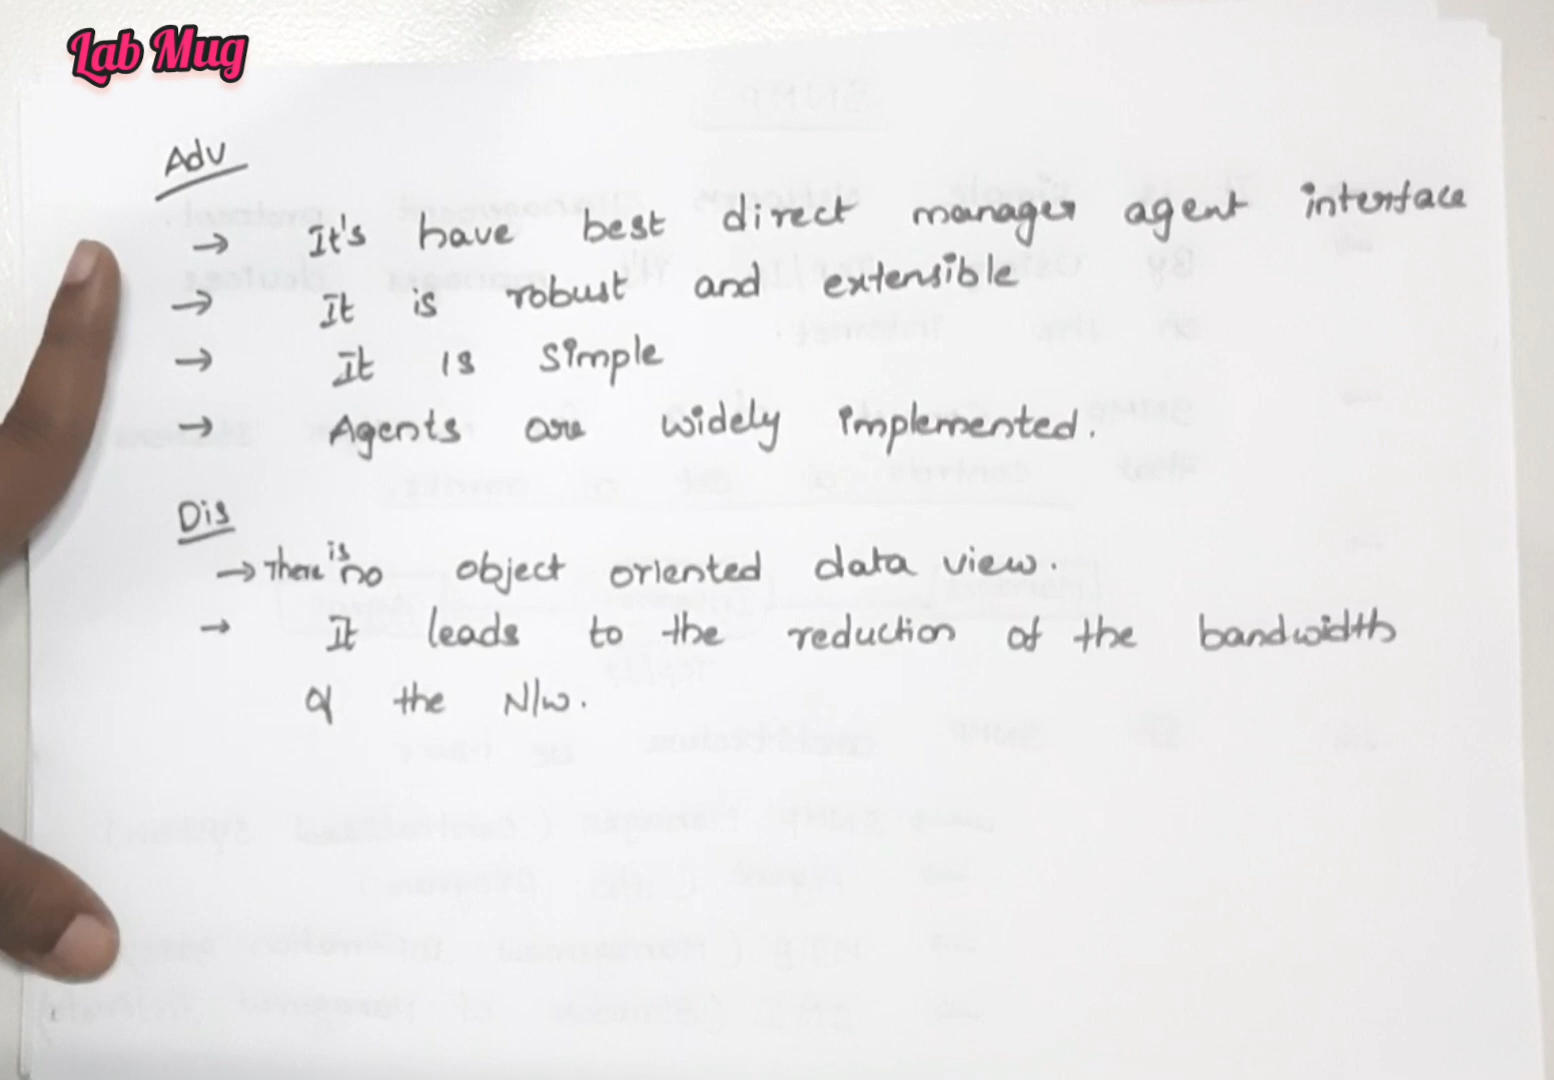 Lab Mug
Adv
→ It's have best direct manager agent interface
→ It is robust and extensible
→ It is simple
→ Agents are widely implemented.
Dis
→ There is no object oriented data view.
→ It leads to the reduction of the bandwidth
of the N/w.